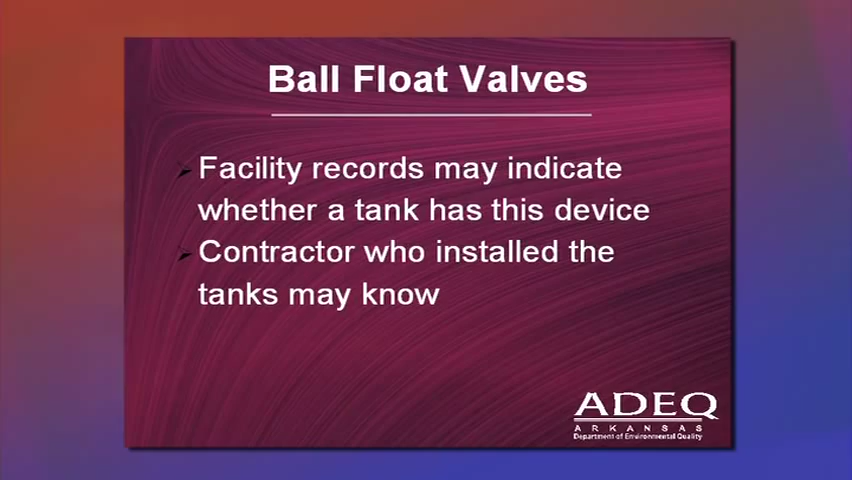 Ball Float Valves
Facility records may indicate
whether a tank has this device
Contractor who installed the
tanks may know
ADEQ
ARKANSAS
Department of Environmental Quality